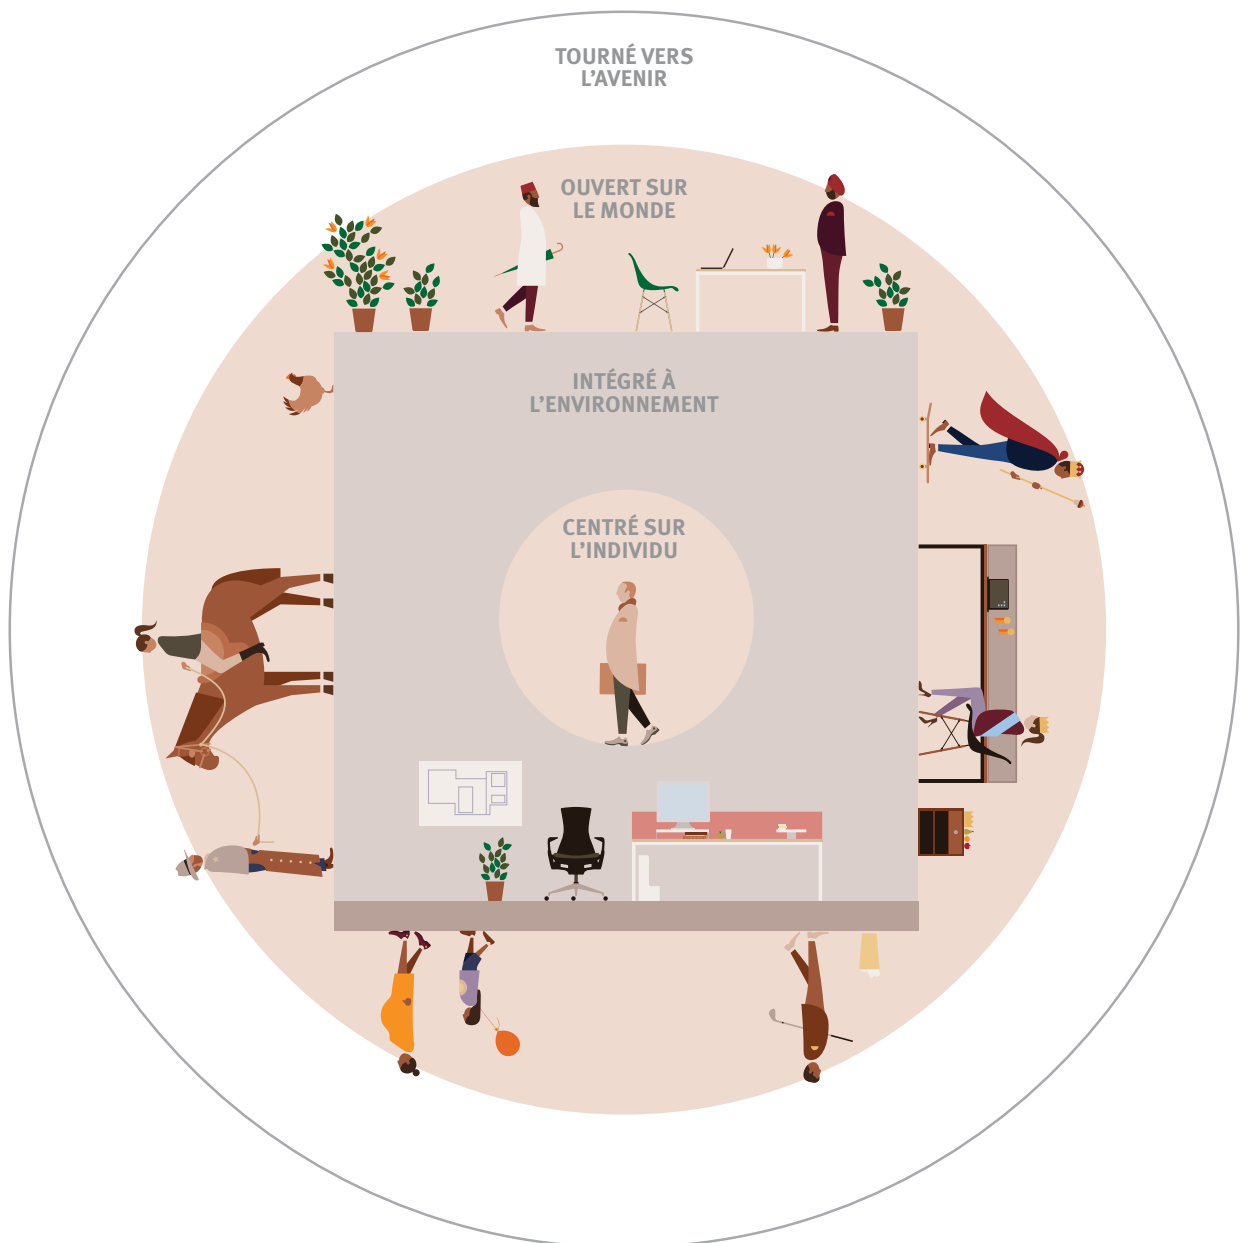 TOURNÉ VERS
L’AVENIR
OUVERT SUR
LE MONDE
INTÉGRÉ À
L’ENVIRONNEMENT
CENTRÉ SUR
L’INDIVIDU